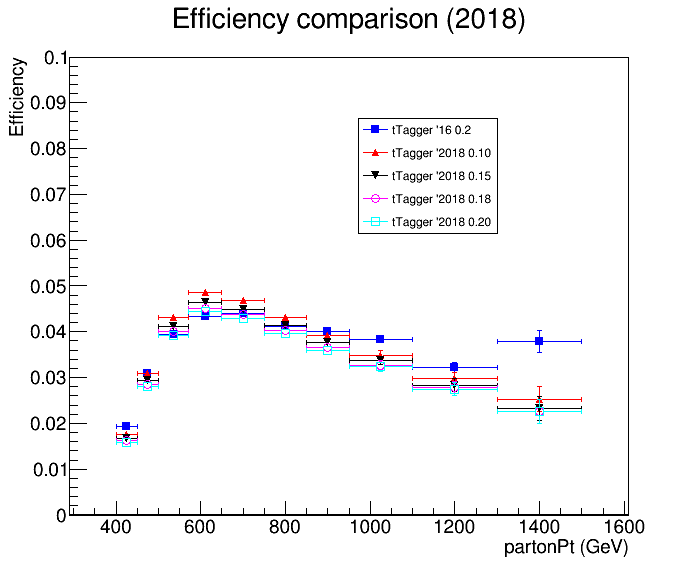 Efficiency comparison (2018)
Efficiency
0.1
0.09
0.08
0.07
0.06
0.05
0.04
0.03
0.02
0.01
0
tTagger '16 0.2
tTagger '2018 0.10
tTagger '2018 0.15
tTagger '2018 0.18
tTagger '2018 0.20
400 600 800 1000 1200 1400 1600
partonPt (GeV)